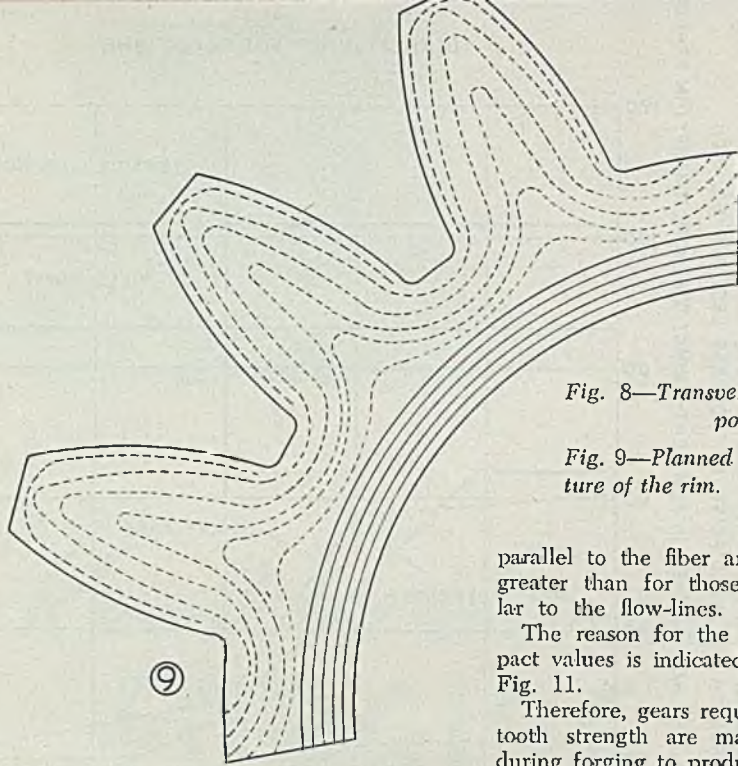 ⑨
Fig. 8—Transve
po
Fig. 9—Planned
ture of the rim.
parallel to the fiber a
greater than for those
lar to the flow-lines.
The reason for the
pact values is indicated
Fig. 11.
Therefore, gears requ
tooth strength are ma
during forging to produ